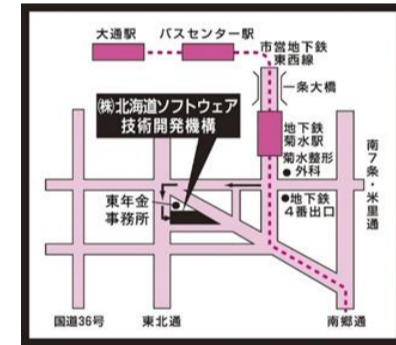 大通駅
バスセンター駅
市営地下鉄
東西線
一条大橋
㈱北海道ソフトウェア
技術開発機構
地下鉄
菊水駅
菊水整形
外科
南7条・米里通
東年金
事務所
地下鉄
4番出口
国道36号
東北通
南郷通